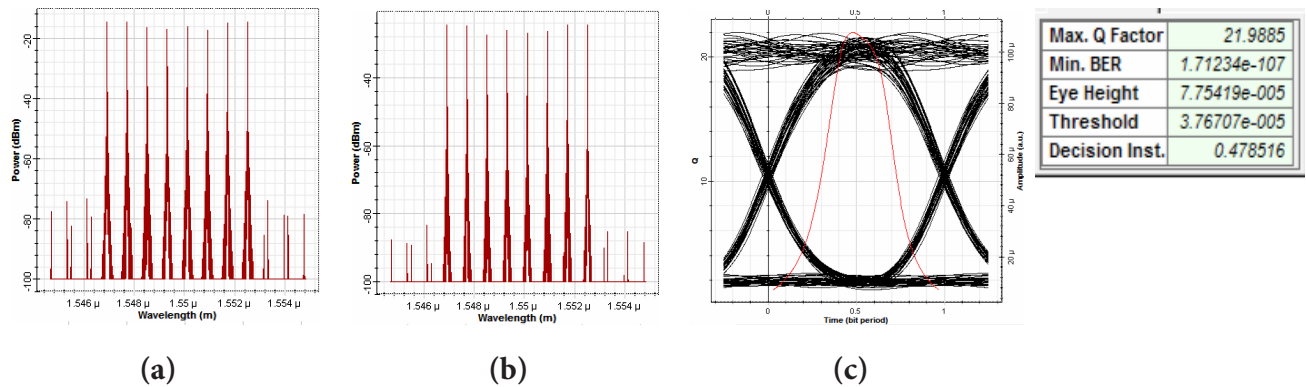 -20
-40
-60
-80
-100
Power (dBm)
1.546 µ
1.548 µ
1.55 µ
1.552 µ
1.554 µ
Wavelength (m)
(a)
-40
-60
-80
-100
Power (dBm)
1.546 µ
1.548 µ
1.55 µ
1.552 µ
1.554 µ
Wavelength (m)
(b)
0.5
1
20
10
Q
100 µ
80 µ
60 µ
40 µ
20 µ
Amplitude (a.u.)
0
0.5
1
Time (bit period)
(c)
Max. Q Factor 21.9885
Min. BER 1.71234e-107
Eye Height 7.75419e-005
Threshold 3.76707e-005
Decision Inst. 0.478516